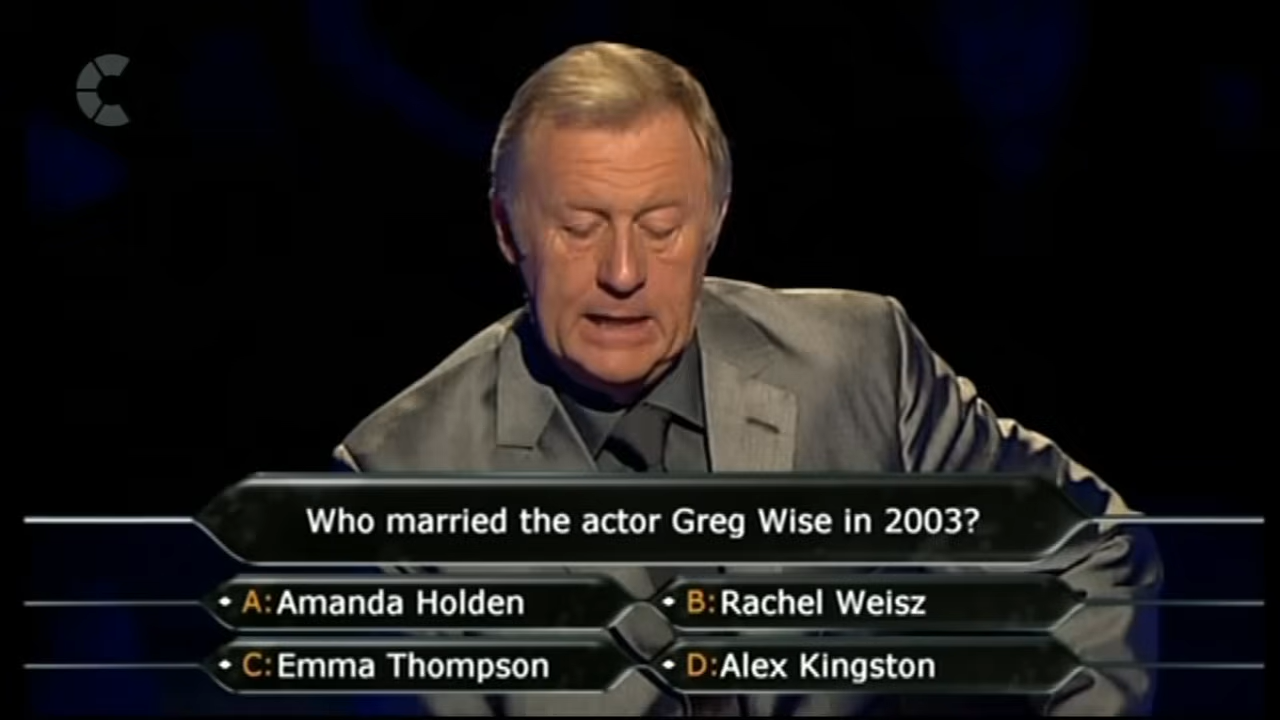 Who married the actor Greg Wise in 2003?
A: Amanda Holden
B: Rachel Weisz
C: Emma Thompson
D: Alex Kingston